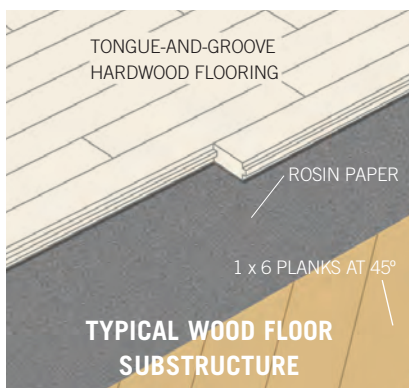 TONGUE-AND-GROOVE
HARDWOOD FLOORING
ROSIN PAPER
1 x 6 PLANKS AT 45º
TYPICAL WOOD FLOOR
SUBSTRUCTURE